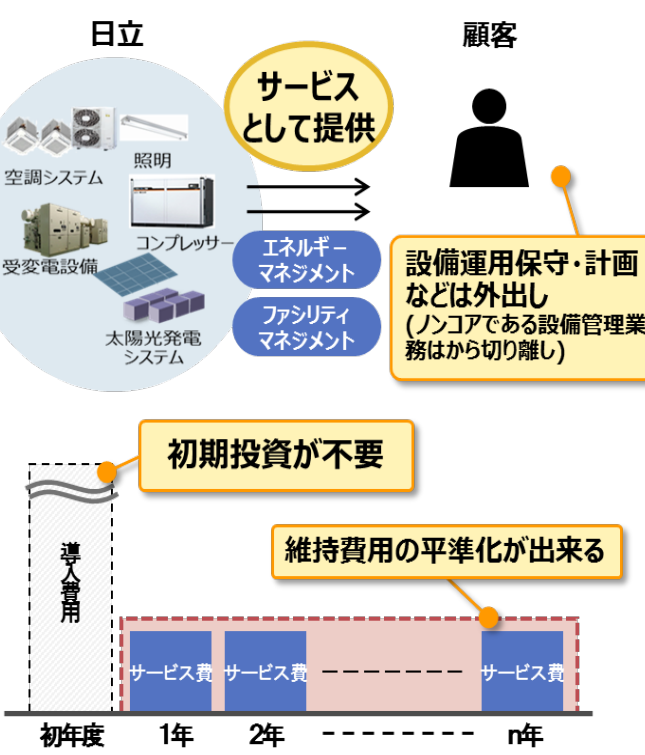 日立
顧客
サービス
として提供
照明
空調システム
コンプレッサー
受変電設備
太陽光発電
システム
エネルギー
マネジメント
ファシリティ
マネジメント
設備運用保守・計画
などは外出し
(ノンコアである設備管理業
務はから切り離し)
初期投資が不要
維持費用の平準化が出来る
導入費用
サービス費
サービス費
サービス費
初年度
1年
2年
n年